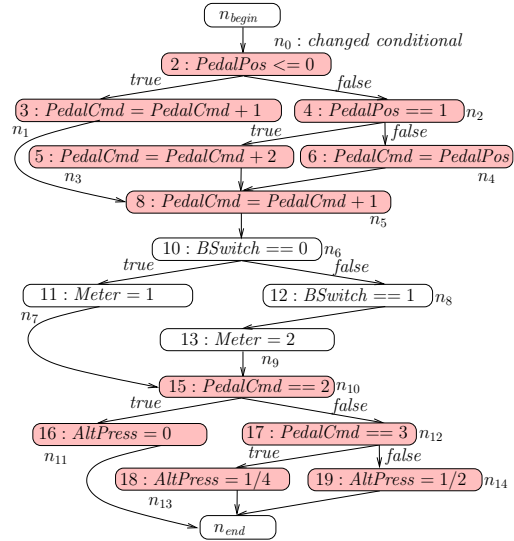 n_begin
n_0 : changed conditional
2 : PedalPos <= 0
true false
3 : PedalCmd = PedalCmd + 1 4 : PedalPos == 1 n_2
n_1 true false
5 : PedalCmd = PedalCmd + 2 6 : PedalCmd = PedalPos
n_3 n_4
8 : PedalCmd = PedalCmd + 1
n_5
10 : BSwitch == 0 n_6
true false
11 : Meter = 1 12 : BSwitch == 1 n_8
n_7
13 : Meter = 2
n_9
15 : PedalCmd == 2 n_10
true false
16 : AltPress = 0 17 : PedalCmd == 3 n_12
n_11 true false
18 : AltPress = 1/4 19 : AltPress = 1/2 n_14
n_13
n_end